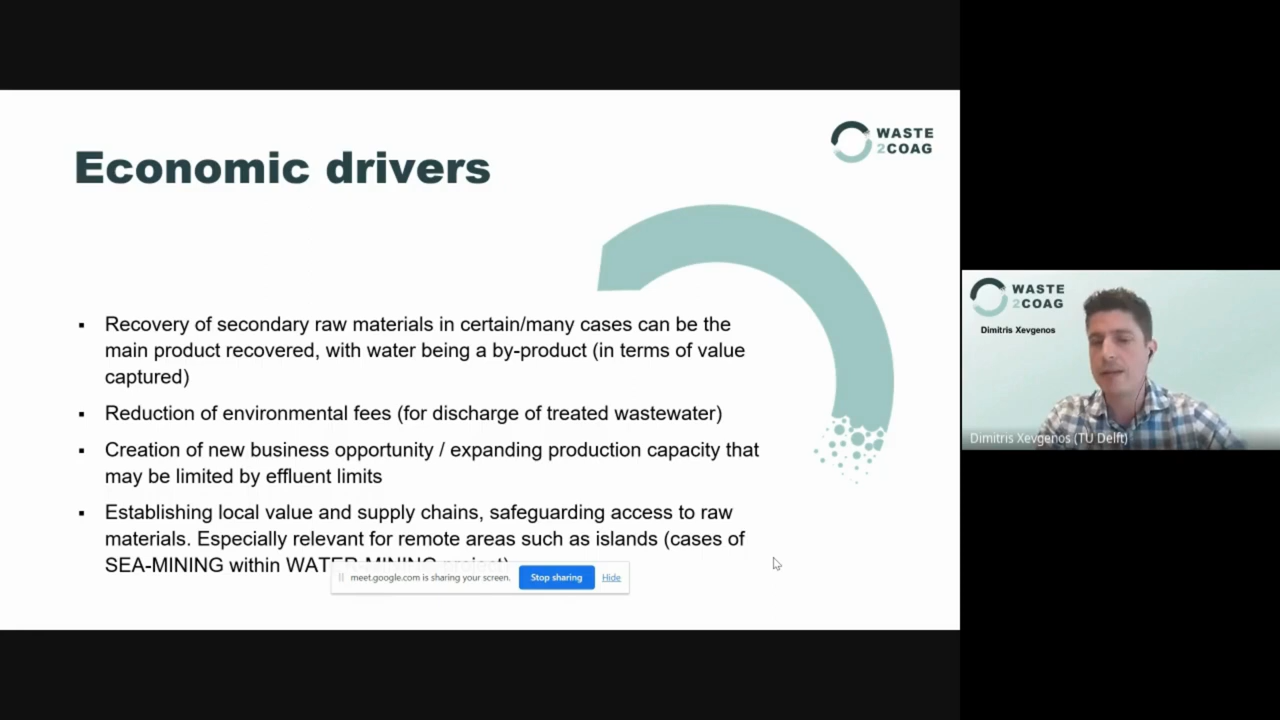 Economic drivers
WASTE
2COAG
▪ Recovery of secondary raw materials in certain/many cases can be the
main product recovered, with water being a by-product (in terms of value
captured)
▪ Reduction of environmental fees (for discharge of treated wastewater)
▪ Creation of new business opportunity / expanding production capacity that
may be limited by effluent limits
▪ Establishing local value and supply chains, safeguarding access to raw
materials. Especially relevant for remote areas such as islands (cases of
SEA-MINING within WATER-MINING project)
meet.google.com is sharing your screen. Stop sharing Hide
WASTE
2COAG
Dimitris Xevgenos
Dimitris Xevgenos (TU Delft)